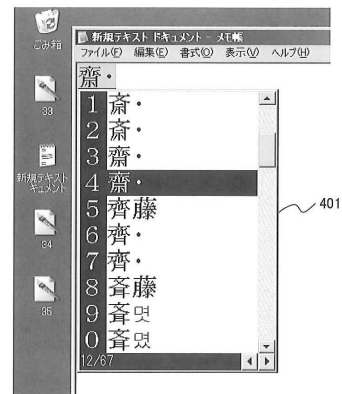 ごみ箱
33
新規テキスト ドキュメント
34
35
新規テキスト ドキュメント - メモ帳
ファイル(F) 編集(E) 書式(O) 表示(V) ヘルプ(H)
齋・
1 斎・
2 斎・
3 齋・
4 齋・
5 齊藤
6 齊・
7 齊・
8 斉藤
9 斉몃
0 斉몄
12/67
401